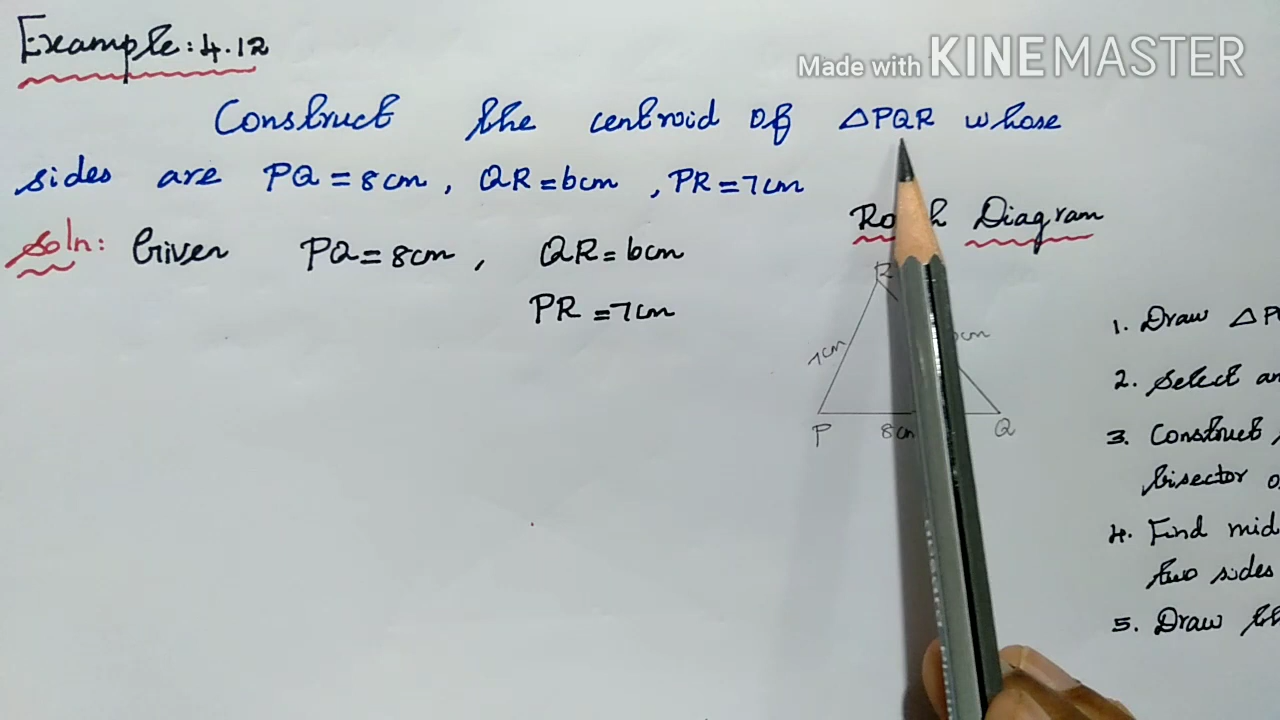 Example: 4.12
Made with KINEMASTER
Construct the centroid of △PQR whose
sides are PQ = 8cm, QR = 6cm, PR = 7cm
Soln: Given PQ = 8cm, QR = 6cm
PR = 7cm
Diagram
R
7cm
P 8cm Q
1. Draw △
2. Select
3. Construct
bisector
4. Find
two sides
5. Draw